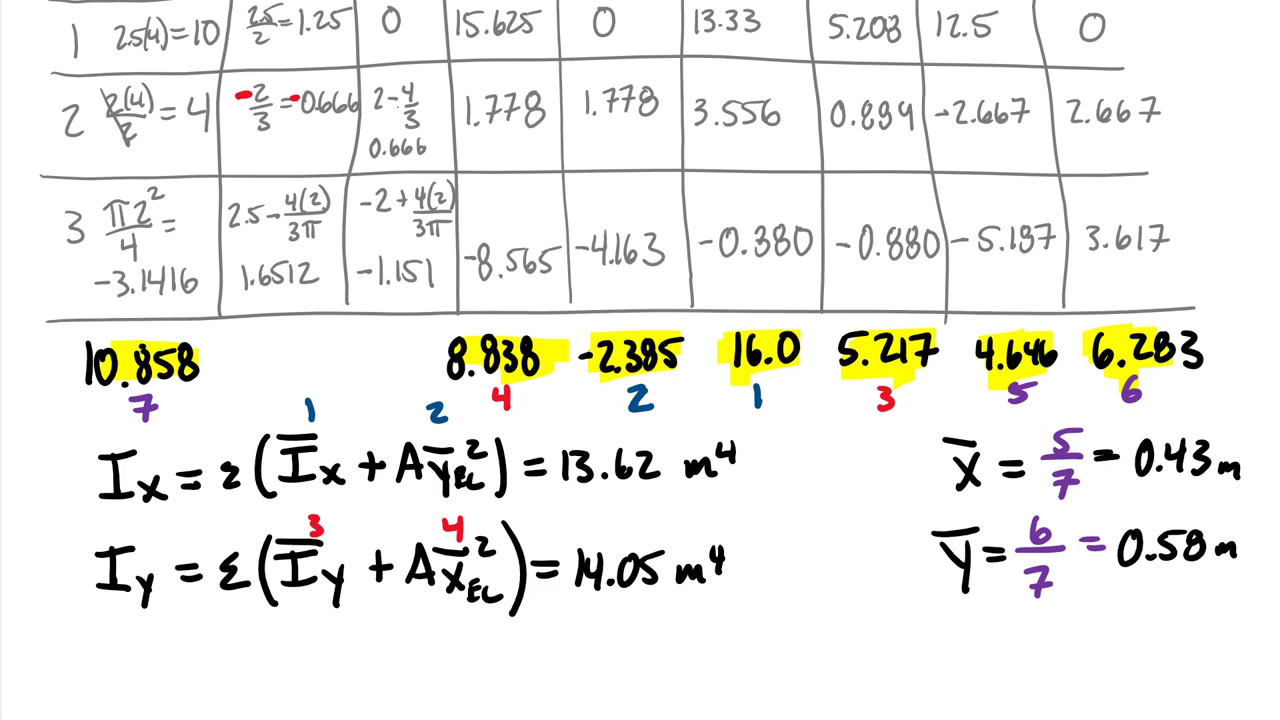 1 2.5(4)=10 2.5/2=1.25 0 15.625 0 13.33 5.208 12.5 0
2 2(4)/2=4 -2/3=-0.666 2-4/3 1.778 1.778 3.556 0.889 -2.667 2.667
0.666
3 π2²/4= 2.5-4(2)/3π -2+4(2)/3π
-3.1416 1.6512 -1.151 -8.565 -4.163 -0.380 -0.880 -5.187 3.617
10.858 8.838 -2.385 16.0 5.217 4.646 6.283
7 4 2 1 3 5 6
1 2
Ix = Σ(I̅x + Ay̅EL²) = 13.62 m⁴ x̅ = 5/7 = 0.43 m
3 4
Iy = Σ(I̅y + Ax̅EL²) = 14.05 m⁴ y̅ = 6/7 = 0.58 m